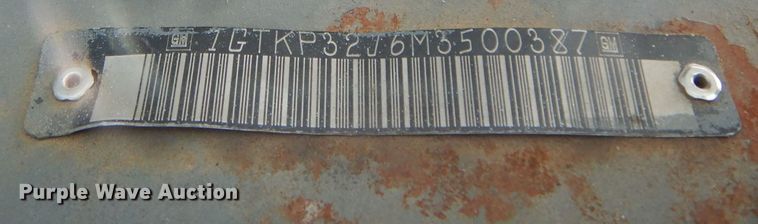 GM 1GTKP32J6M3500387 GM
Purple Wave Auction